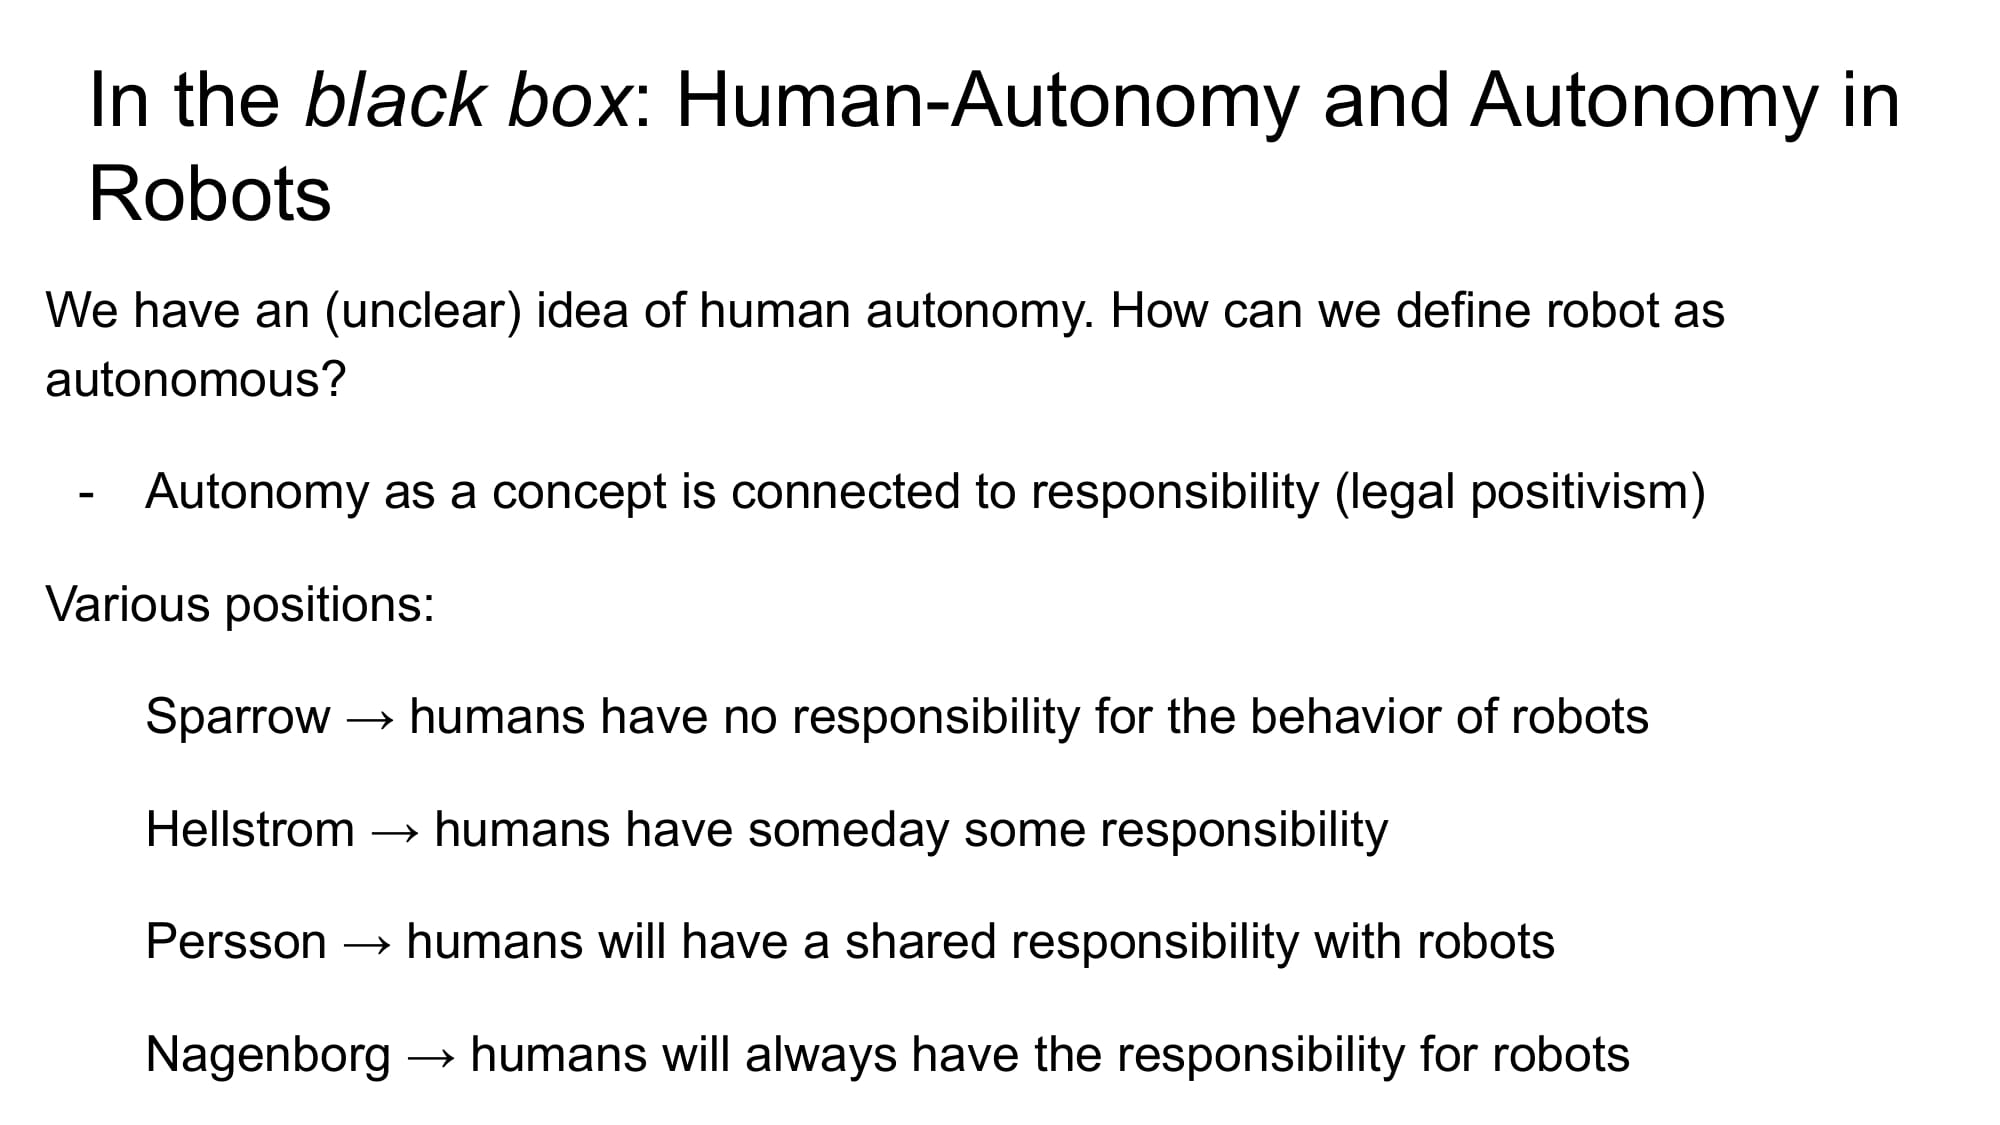 In the black box: Human-Autonomy and Autonomy in
Robots
We have an (unclear) idea of human autonomy. How can we define robot as
autonomous?
- Autonomy as a concept is connected to responsibility (legal positivism)
Various positions:
Sparrow → humans have no responsibility for the behavior of robots
Hellstrom → humans have someday some responsibility
Persson → humans will have a shared responsibility with robots
Nagenborg → humans will always have the responsibility for robots